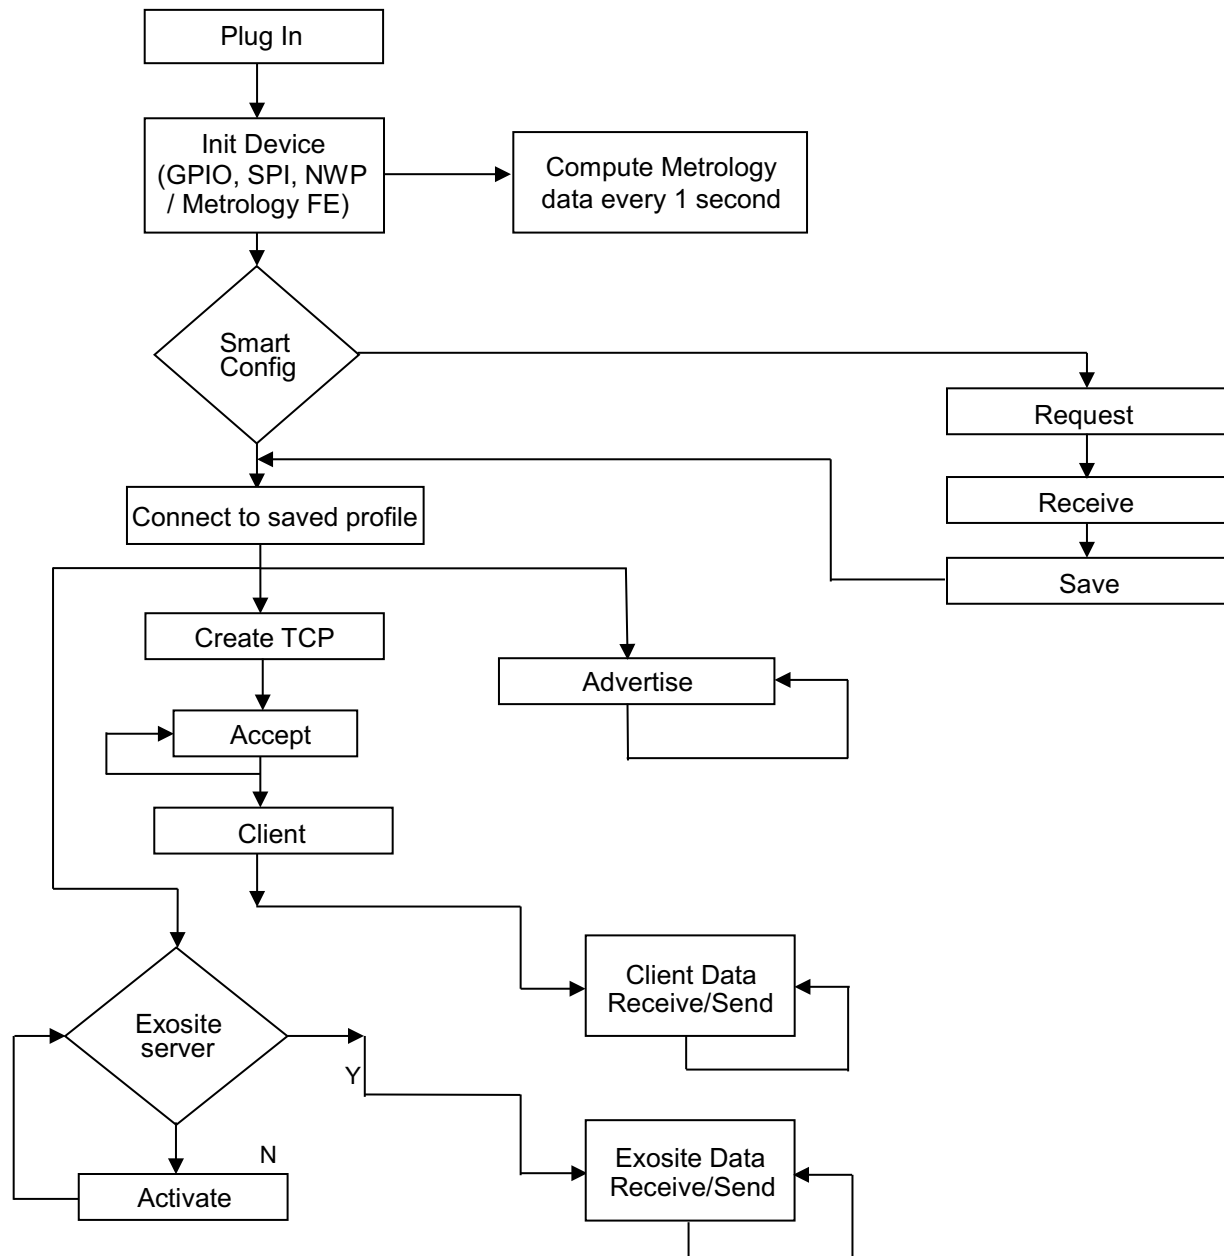 Plug In
Init Device
(GPIO, SPI, NWP
/ Metrology FE)
Compute Metrology
data every 1 second
Smart
Config
Request
Receive
Save
Connect to saved profile
Create TCP
Advertise
Accept
Client
Client Data
Receive/Send
Exosite
server
Y
N
Activate
Exosite Data
Receive/Send